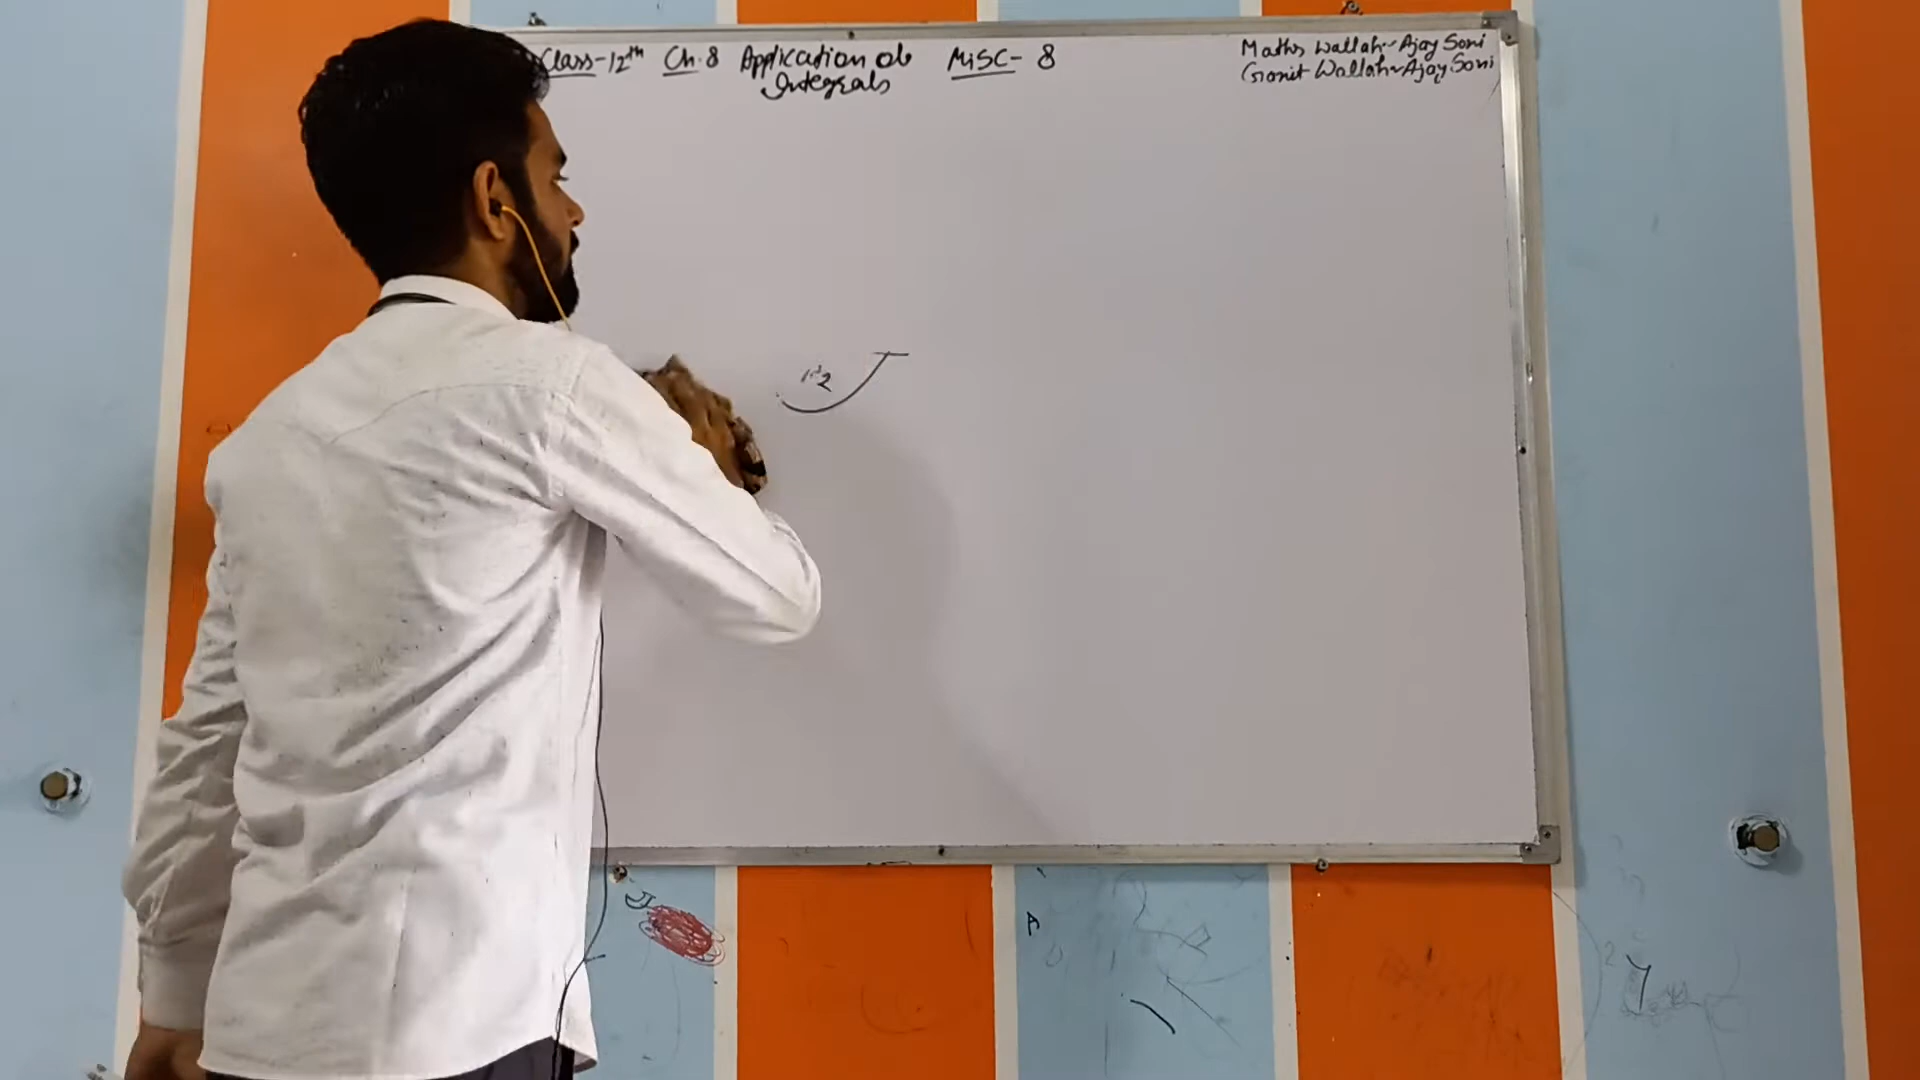 Class-12th Ch.8 Application of Integrals MISC- 8
Maths Wallah~Ajay Soni
Ganit Wallah~Ajay Soni
A